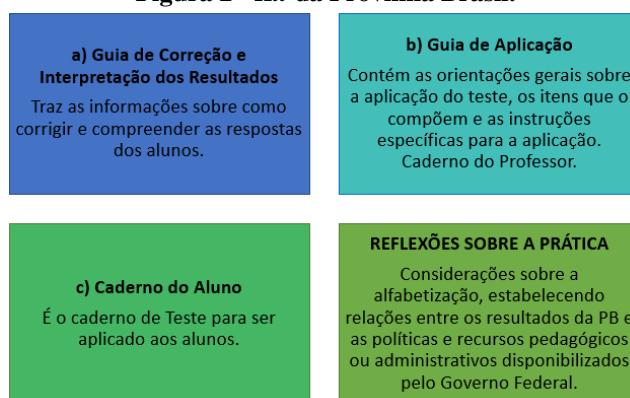 a) Guia de Correção e
Interpretação dos Resultados
Traz as informações sobre como
corrigir e compreender as respostas
dos alunos.
b) Guia de Aplicação
Contém as orientações gerais sobre
a aplicação do teste, os itens que o
compõem e as instruções
específicas para a aplicação.
Caderno do Professor.
c) Caderno do Aluno
É o caderno de Teste para ser
aplicado aos alunos.
REFLEXÕES SOBRE A PRÁTICA
Considerações sobre a
alfabetização, estabelecendo
relações entre os resultados da PB e
as políticas e recursos pedagógicos
ou administrativos disponibilizados
pelo Governo Federal.